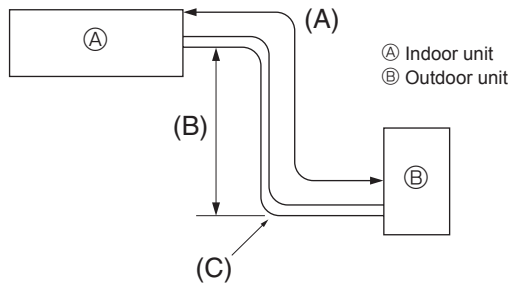 (A)
Ⓐ
Ⓐ Indoor unit
Ⓑ Outdoor unit
(B)
Ⓑ
(C)